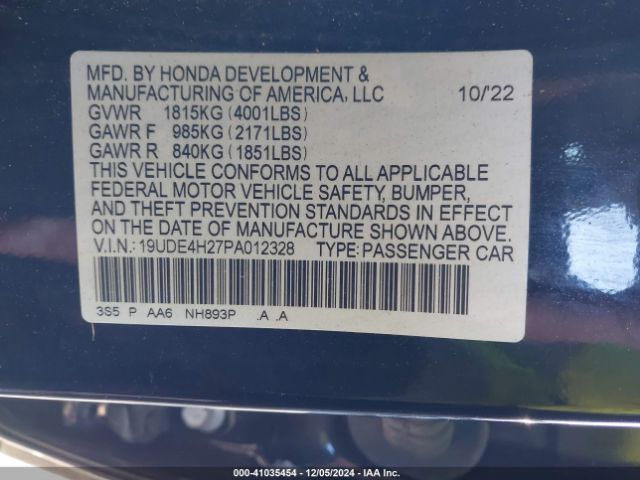 MFD. BY HONDA DEVELOPMENT &
MANUFACTURING OF AMERICA, LLC 10/'22
GVWR 1815KG (4001LBS)
GAWR F 985KG (2171LBS)
GAWR R 840KG (1851LBS)
THIS VEHICLE CONFORMS TO ALL APPLICABLE
FEDERAL MOTOR VEHICLE SAFETY, BUMPER,
AND THEFT PREVENTION STANDARDS IN EFFECT
ON THE DATE OF MANUFACTURE SHOWN ABOVE.
V.I.N.: 19UDE4H27PA012328 TYPE: PASSENGER CAR
3S5 P AA6 NH893P .A .A
000-41035454 - 12/05/2024 - IAA Inc.